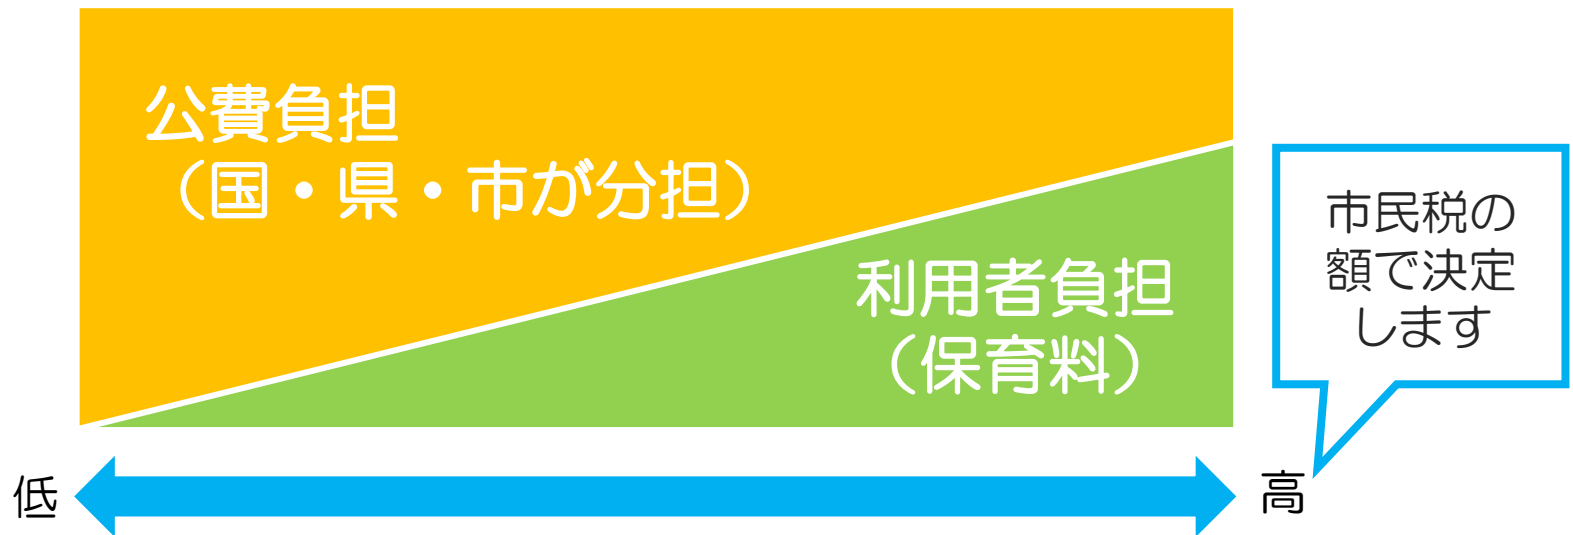 公費負担
（国・県・市が分担）
利用者負担
（保育料）
市民税の
額で決定
します
低
高